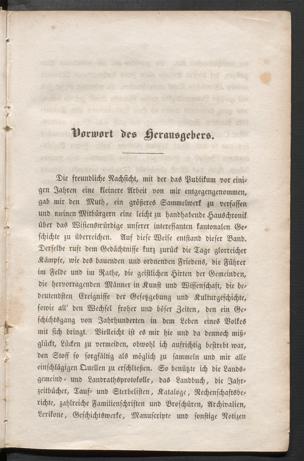 Vorwort des Herausgebers.
Die freundliche Nachsicht, mit der das Publikum vor eini-
gen Jahren eine kleinere Arbeit von mir entgegengenommen,
gab mir den Muth, ein größeres Sammelwerk zu verfassen
und meinen Mitbürgern eine leicht zu handhabende Hauschronik
über das Wissenswürdige unserer interessanten kantonalen Ge-
schichte zu überreichen. Auf diese Weise entstand dieser Band.
Derselbe ruft dem Gedächtnisse kurz zurück die Tage glorreicher
Kämpfe, wie des bauenden und ordnenden Friedens, die Führer
im Felde und im Rathe, die geistlichen Hirten der Gemeinden,
die hervorragenden Männer in Kunst und Wissenschaft, die be-
deutendsten Ereignisse der Gesetzgebung und Kulturgeschichte,
sowie all' den Wechsel froher und böser Zeiten, den ein Ge-
schichtsgang von Jahrhunderten in dem Leben eines Volkes
mit sich bringt. Vielleicht ist es mir hie und da dennoch miß-
glückt, Lücken zu vermeiden, obwohl ich aufrichtig bestrebt war,
den Stoff so sorgfältig als möglich zu sammeln und mir alle
einschlägigen Quellen zu erschließen. So benützte ich die Lands-
gemeind- und Landrathsprotokolle, das Landbuch, die Jahr-
zeitbücher, Tauf- und Sterbelisten, Kataloge, Rechenschaftsbe-
richte, zahlreiche Familienschriften und Broschüren, Archivalien,
Lexikone, Geschichtswerke, Manuscripte und sonstige Notizen